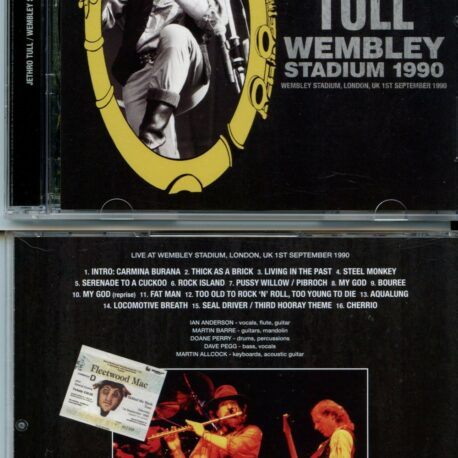 JETHRO TULL / WEMBLEY
TULL
WEMBLEY
STADIUM 1990
WEMBLEY STADIUM, LONDON, UK 1ST SEPTEMBER 1990
LIVE AT WEMBLEY STADIUM, LONDON, UK 1ST SEPTEMBER 1990
1. INTRO: CARMINA BURANA 2. THICK AS A BRICK 3. LIVING IN THE PAST 4. STEEL MONKEY
5. SERENADE TO A CUCKOO 6. ROCK ISLAND 7. PUSSY WILLOW / PIBROCH 8. MY GOD 9. BOUREE
10. MY GOD (reprise) 11. FAT MAN 12. TOO OLD TO ROCK 'N' ROLL, TOO YOUNG TO DIE 13. AQUALUNG
14. LOCOMOTIVE BREATH 15. SEAL DRIVER / THIRD HOORAY THEME 16. CHERRIO
IAN ANDERSON - vocals, flute, guitar
MARTIN BARRE - guitars, mandolin
DOANE PERRY - drums, percussions
DAVE PEGG - bass, vocals
MARTIN ALLCOCK - keyboards, acoustic guitar
Fleetwood Mac